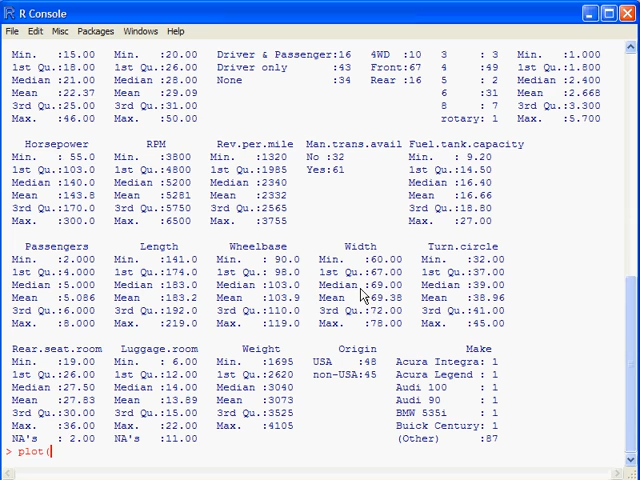 R Console
File Edit Misc Packages Windows Help
Min. :15.00 Min. :20.00 Driver & Passenger:16 4WD :10 3 : 3 Min. :1.000
1st Qu.:18.00 1st Qu.:26.00 Driver only :43 Front:67 4 :49 1st Qu.:1.800
Median :21.00 Median :28.00 None :34 Rear :16 5 : 2 Median :2.400
Mean :22.37 Mean :29.09 6 :31 Mean :2.668
3rd Qu.:25.00 3rd Qu.:31.00 8 : 7 3rd Qu.:3.300
Max. :46.00 Max. :50.00 rotary: 1 Max. :5.700
Horsepower RPM Rev.per.mile Man.trans.avail Fuel.tank.capacity
Min. : 55.0 Min. :3800 Min. :1320 No :32 Min. : 9.20
1st Qu.:103.0 1st Qu.:4800 1st Qu.:1985 Yes:61 1st Qu.:14.50
Median :140.0 Median :5200 Median :2340 Median :16.40
Mean :143.8 Mean :5281 Mean :2332 Mean :16.66
3rd Qu.:170.0 3rd Qu.:5750 3rd Qu.:2565 3rd Qu.:18.80
Max. :300.0 Max. :6500 Max. :3755 Max. :27.00
Passengers Length Wheelbase Width Turn.circle
Min. :2.000 Min. :141.0 Min. : 90.0 Min. :60.00 Min. :32.00
1st Qu.:4.000 1st Qu.:174.0 1st Qu.: 98.0 1st Qu.:67.00 1st Qu.:37.00
Median :5.000 Median :183.0 Median :103.0 Median :69.00 Median :39.00
Mean :5.086 Mean :183.2 Mean :103.9 Mean :69.38 Mean :38.96
3rd Qu.:6.000 3rd Qu.:192.0 3rd Qu.:110.0 3rd Qu.:72.00 3rd Qu.:41.00
Max. :8.000 Max. :219.0 Max. :119.0 Max. :78.00 Max. :45.00
Rear.seat.room Luggage.room Weight Origin Make
Min. :19.00 Min. : 6.00 Min. :1695 USA :48 Acura Integra: 1
1st Qu.:26.00 1st Qu.:12.00 1st Qu.:2620 non-USA:45 Acura Legend : 1
Median :27.50 Median :14.00 Median :3040 Audi 100 : 1
Mean :27.83 Mean :13.89 Mean :3073 Audi 90 : 1
3rd Qu.:30.00 3rd Qu.:15.00 3rd Qu.:3525 BMW 535i : 1
Max. :36.00 Max. :22.00 Max. :4105 Buick Century: 1
NA's : 2.00 NA's :11.00 (Other) :87
> plot(